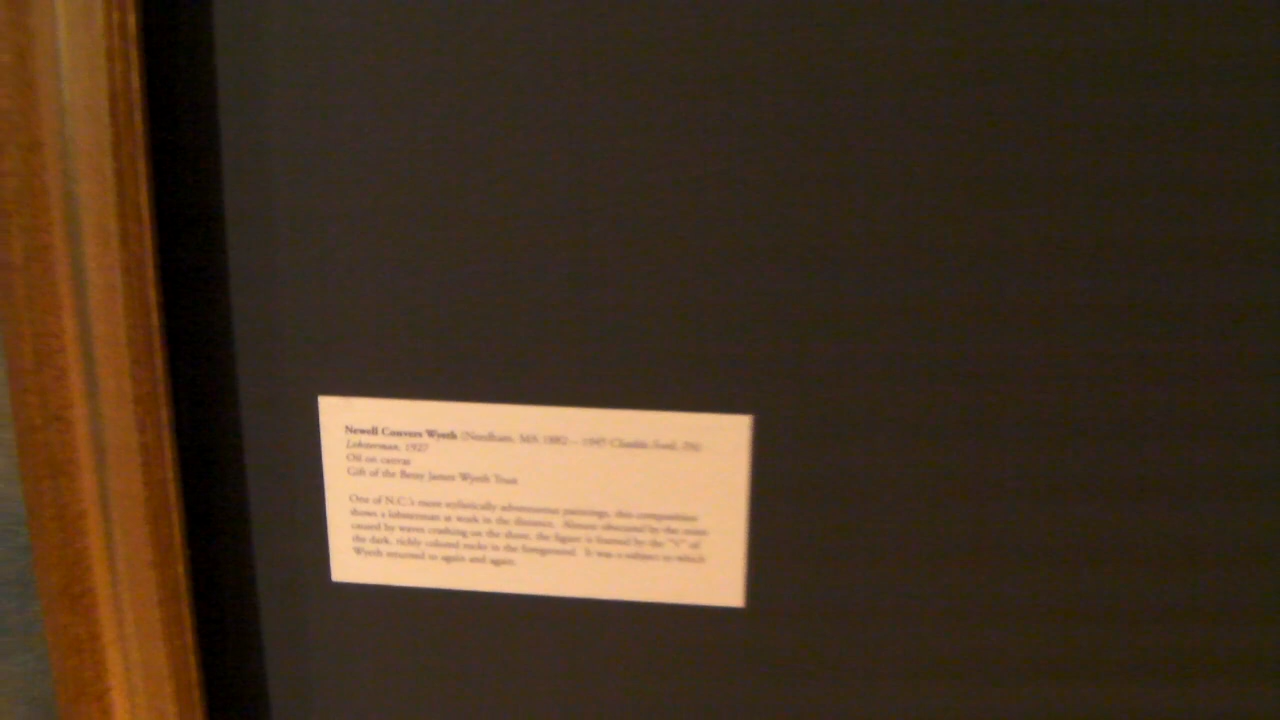 Newell Convers Wyeth (Needham, MA 1882 – 1945 Chadds Ford, PA)
Lobsterman, 1927
Oil on canvas
Gift of the Betsy James Wyeth Trust
One of N.C.'s most esthetically adventuresome paintings, this composition
shows a lobsterman at work in the distance. Almost obscured by the
caused by waves crashing on the shore, the figure is framed by the "V" of
the dark, richly colored rocks in the foreground. It was a subject to which
Wyeth returned to again and again.